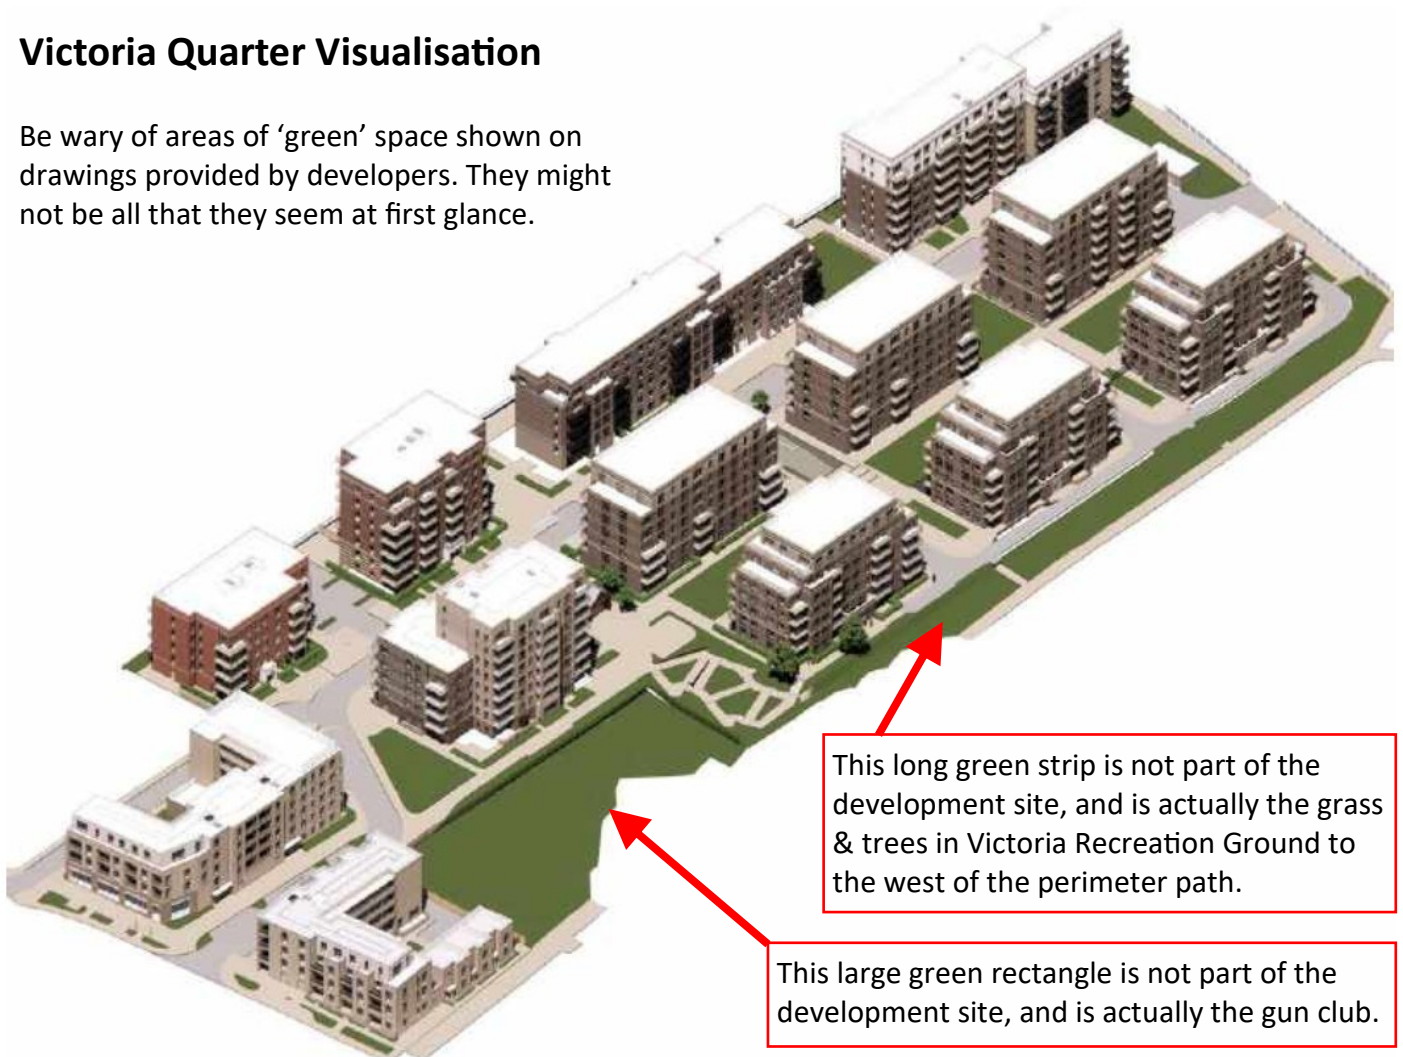 Victoria Quarter Visualisation
Be wary of areas of ‘green’ space shown on
drawings provided by developers. They might
not be all that they seem at first glance.
This long green strip is not part of the
development site, and is actually the grass
& trees in Victoria Recreation Ground to
the west of the perimeter path.
This large green rectangle is not part of the
development site, and is actually the gun club.